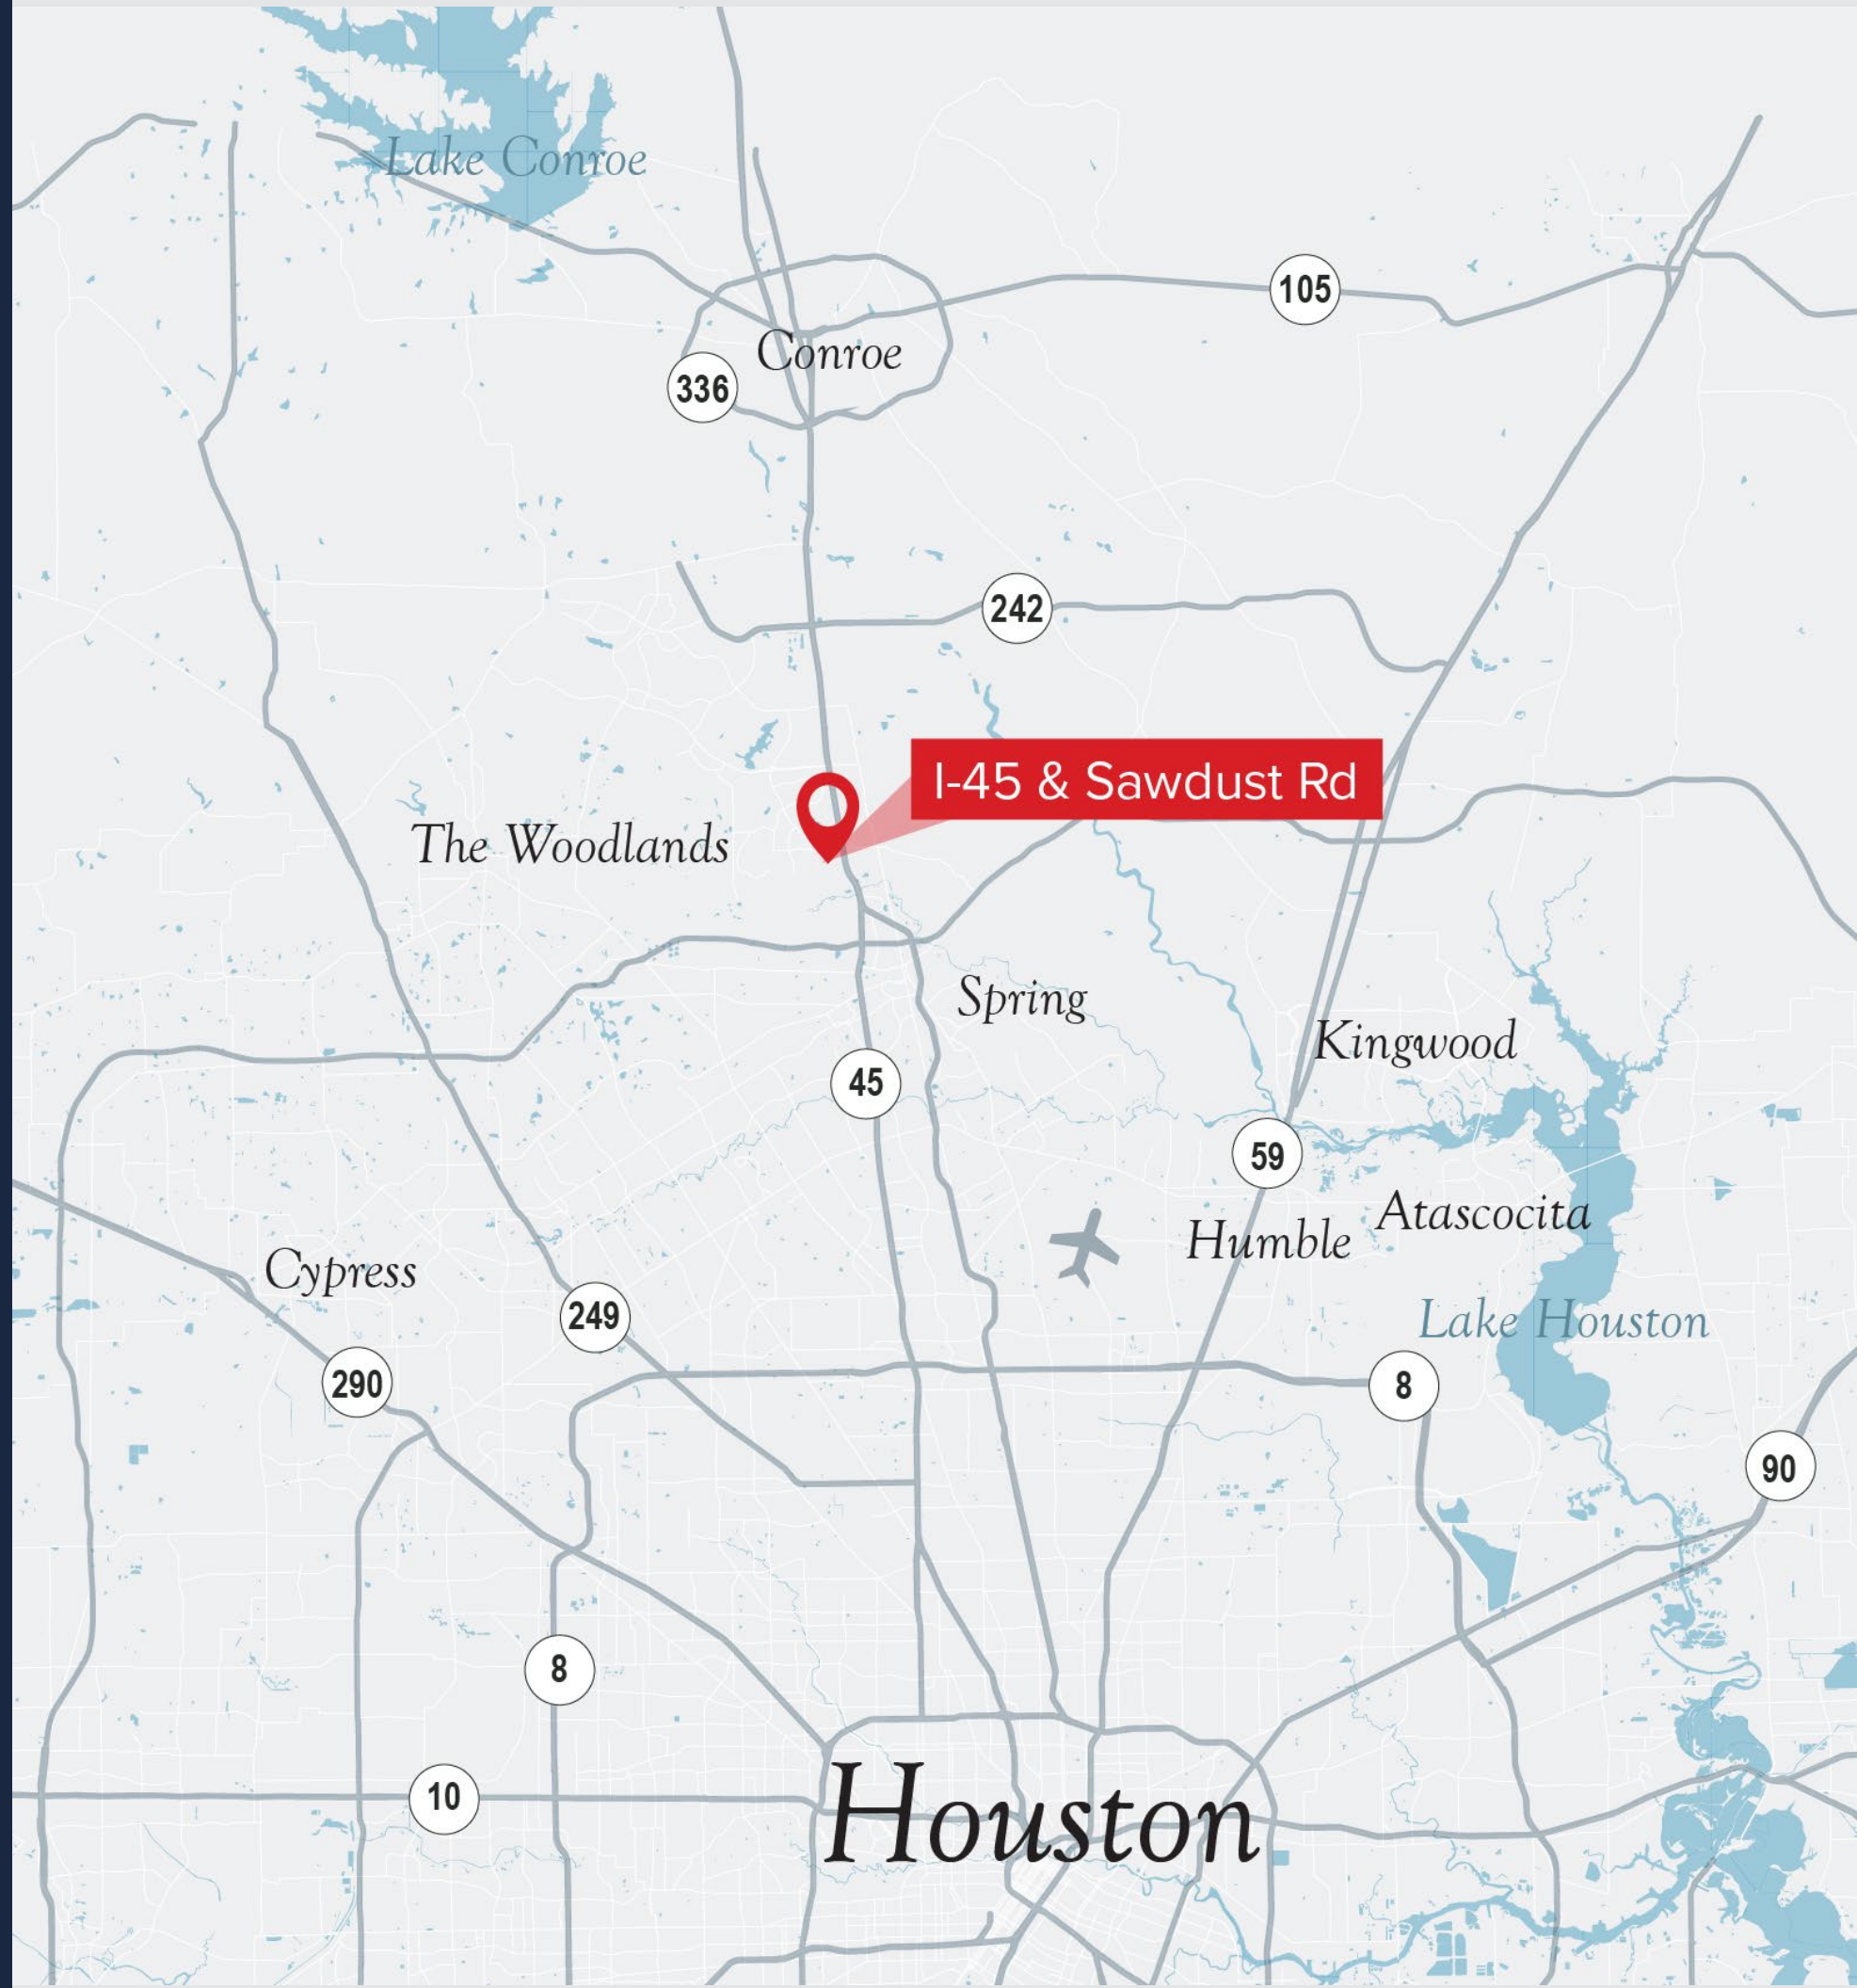 Lake Conroe
105
Conroe
336
242
I-45 & Sawdust Rd
The Woodlands
Spring
Kingwood
45
59
Atascocita
Humble
Cypress
249
Lake Houston
290
8
90
8
10
Houston